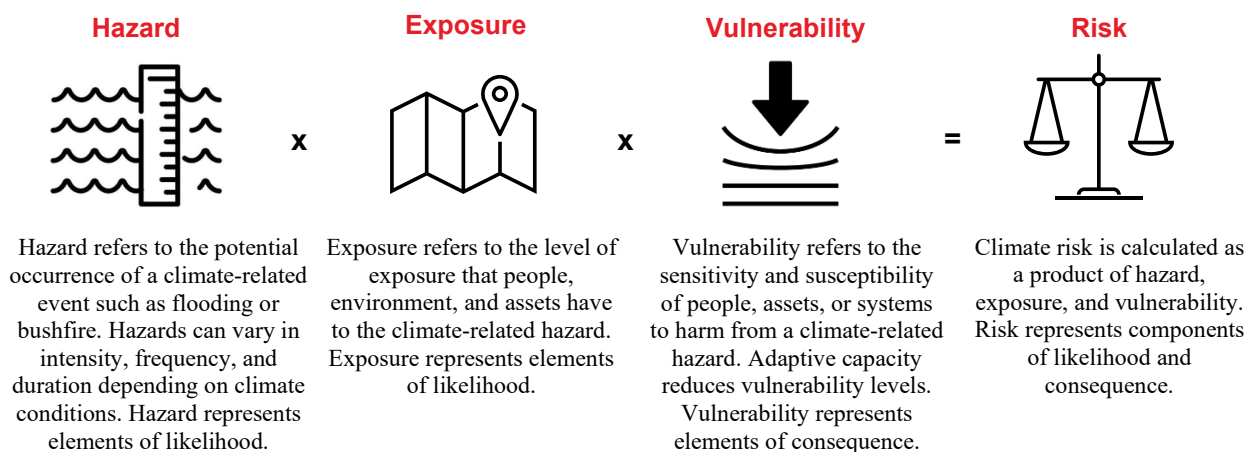 Hazard
Exposure
Vulnerability
Risk
x
x
=
Hazard refers to the potential
occurrence of a climate-related
event such as flooding or
bushfire. Hazards can vary in
intensity, frequency, and
duration depending on climate
conditions. Hazard represents
elements of likelihood.
Exposure refers to the level of
exposure that people,
environment, and assets have
to the climate-related hazard.
Exposure represents elements
of likelihood.
Vulnerability refers to the
sensitivity and susceptibility
of people, assets, or systems
to harm from a climate-related
hazard. Adaptive capacity
reduces vulnerability levels.
Vulnerability represents
elements of consequence.
Climate risk is calculated as
a product of hazard,
exposure, and vulnerability.
Risk represents components
of likelihood and
consequence.